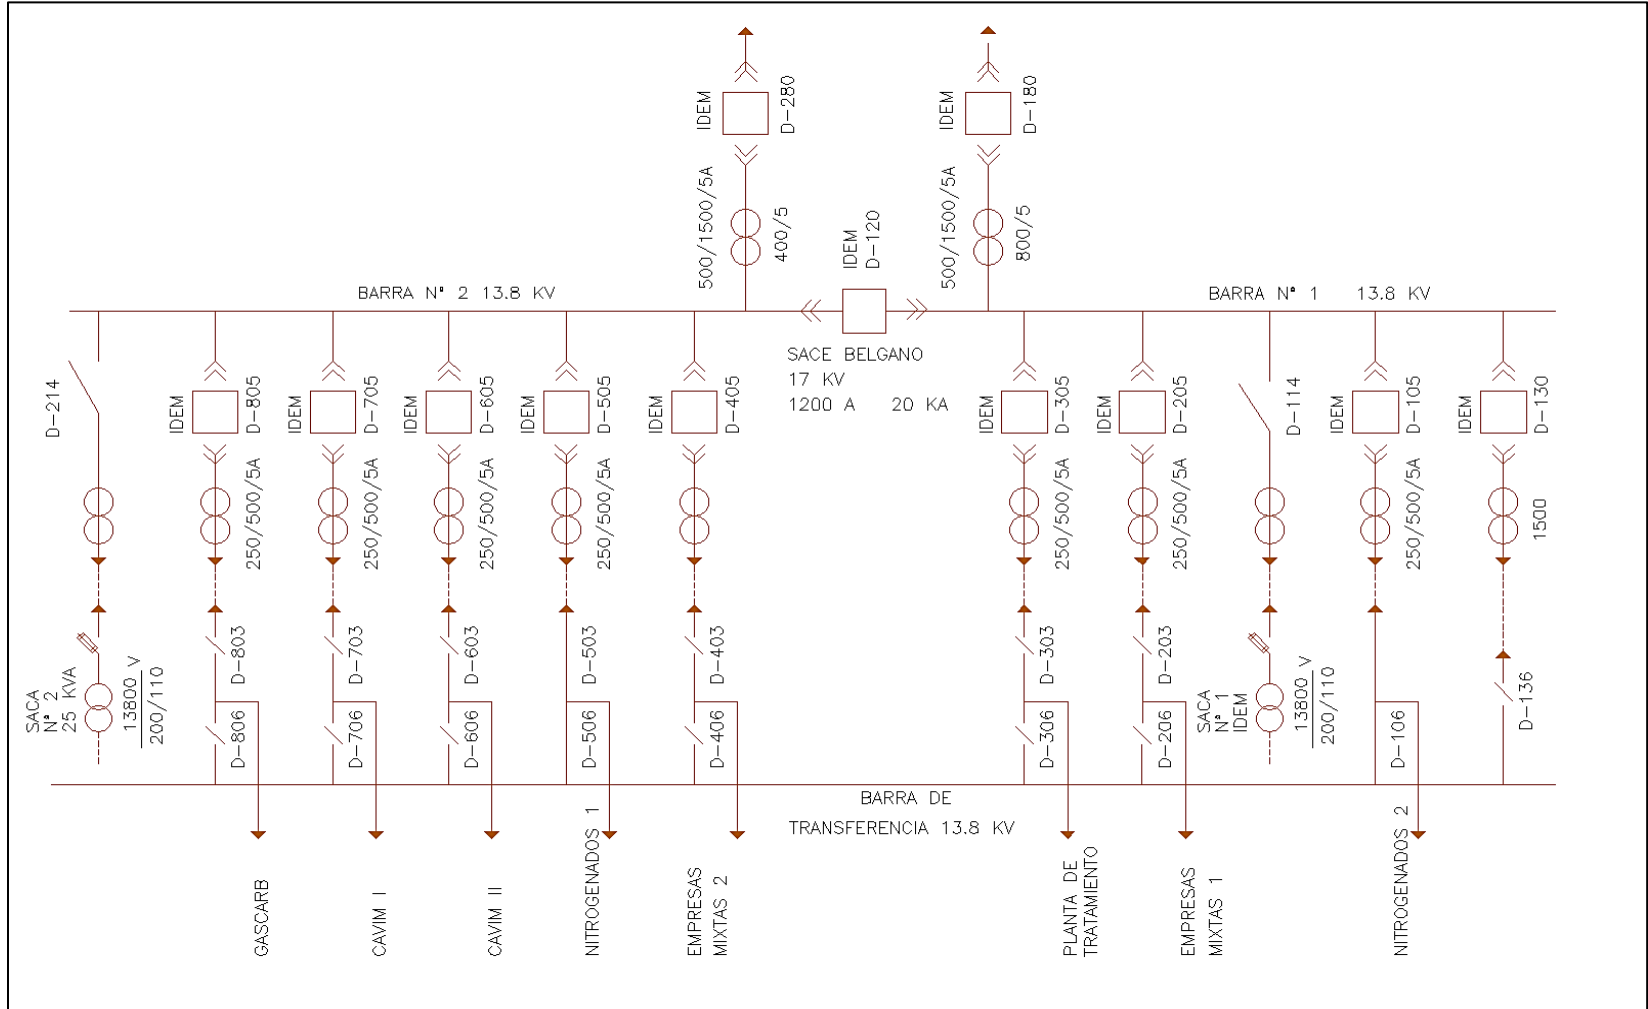 IDEM
D-280
IDEM
D-180
500/1500/5A
400/5
IDEM
D-120
500/1500/5A
800/5
BARRA N° 2 13.8 KV
BARRA N° 1 13.8 KV
SACE BELGANO
17 KV
1200 A 20 KA
D-214
IDEM
D-805
IDEM
D-705
IDEM
D-605
IDEM
D-505
IDEM
D-405
IDEM
D-305
IDEM
D-205
D-114
IDEM
D-105
IDEM
D-130
250/500/5A
250/500/5A
250/500/5A
250/500/5A
250/500/5A
250/500/5A
250/500/5A
1500
SACA
N° 2
25 KVA
13800 V
200/110
D-803
D-703
D-603
D-503
D-403
D-303
D-203
SACA
N° 1
IDEM
13800 V
200/110
D-806
D-706
D-606
D-506
D-406
D-306
D-206
D-106
D-136
BARRA DE
TRANSFERENCIA 13.8 KV
GASCARB
CAVIM I
CAVIM II
NITROGENADOS 1
EMPRESAS
MIXTAS 2
PLANTA DE
TRATAMIENTO
EMPRESAS
MIXTAS 1
NITROGENADOS 2